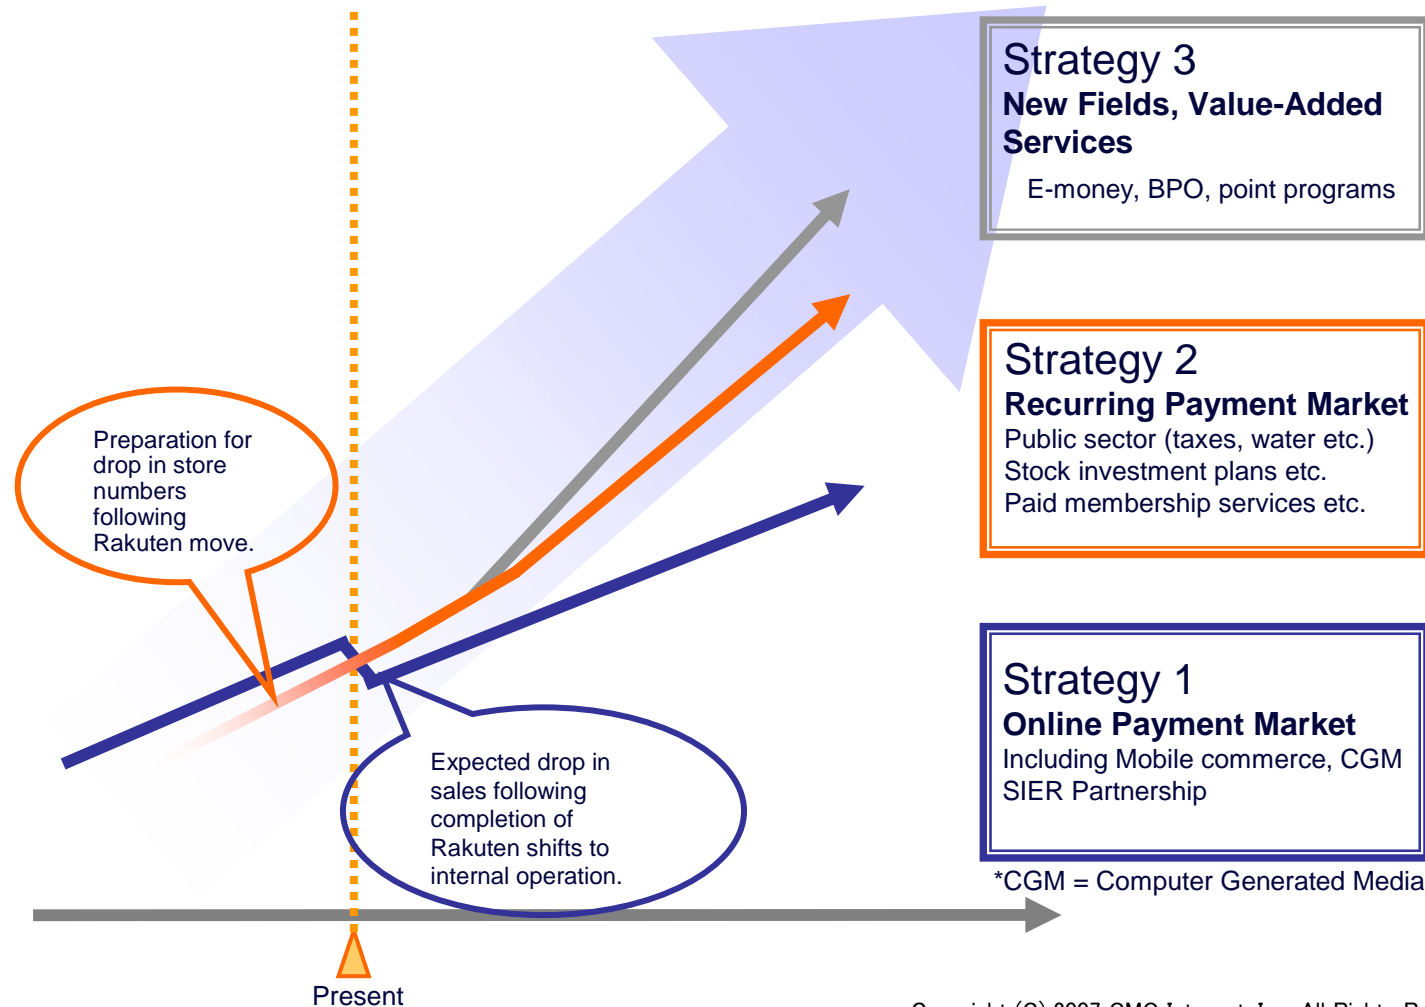 Strategy 3
New Fields, Value-Added
Services
E-money, BPO, point programs
Strategy 2
Recurring Payment Market
Public sector (taxes, water etc.)
Stock investment plans etc.
Paid membership services etc.
Preparation for
drop in store
numbers
following
Rakuten move.
Strategy 1
Online Payment Market
Including Mobile commerce, CGM
SIER Partnership
Expected drop in
sales following
completion of
Rakuten shifts to
internal operation.
*CGM = Computer Generated Media
Present